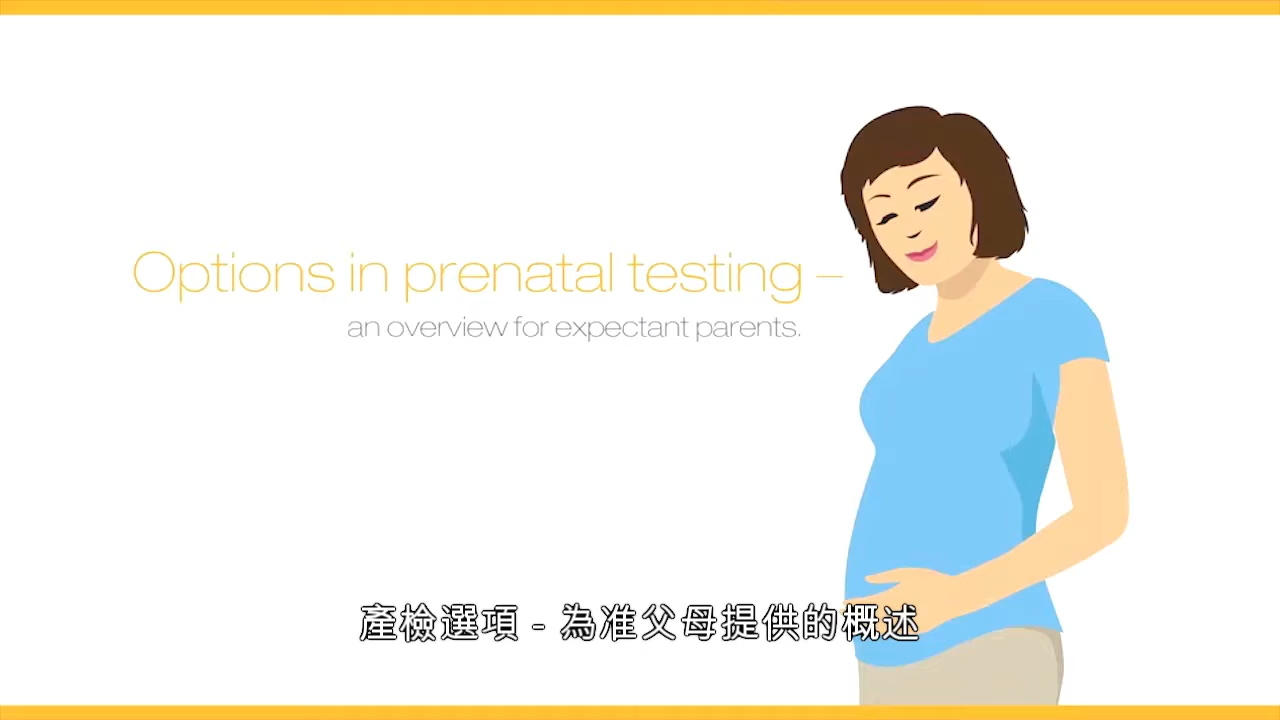 Options in prenatal testing –
an overview for expectant parents.
產檢選項 - 為准父母提供的概述